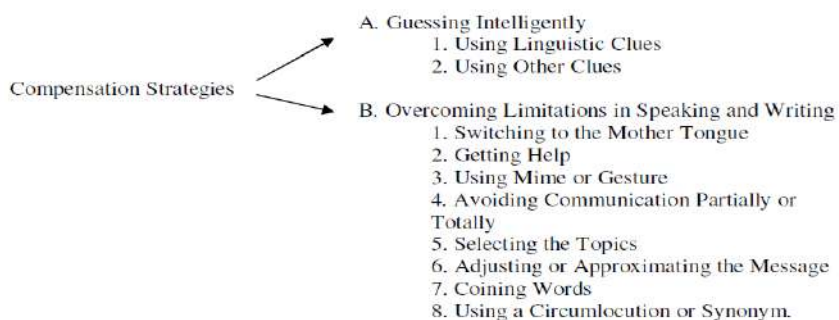 A. Guessing Intelligently
1. Using Linguistic Clues
2. Using Other Clues
Compensation Strategies
B. Overcoming Limitations in Speaking and Writing
1. Switching to the Mother Tongue
2. Getting Help
3. Using Mime or Gesture
4. Avoiding Communication Partially or
Totally
5. Selecting the Topics
6. Adjusting or Approximating the Message
7. Coining Words
8. Using a Circumlocution or Synonym.